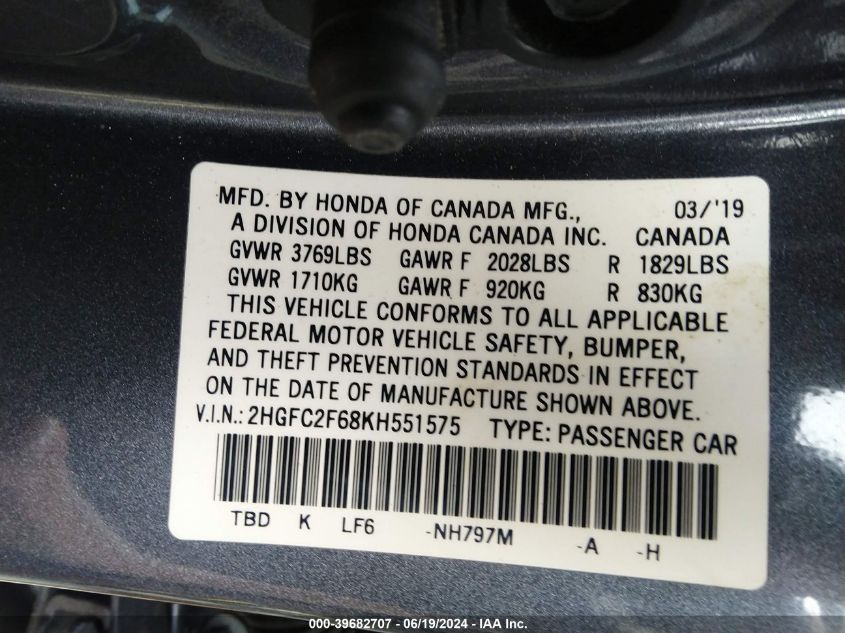 MFD. BY HONDA OF CANADA MFG., 03/'19
A DIVISION OF HONDA CANADA INC. CANADA
GVWR 3769LBS GAWR F 2028LBS R 1829LBS
GVWR 1710KG GAWR F 920KG R 830KG
THIS VEHICLE CONFORMS TO ALL APPLICABLE
FEDERAL MOTOR VEHICLE SAFETY, BUMPER,
AND THEFT PREVENTION STANDARDS IN EFFECT
ON THE DATE OF MANUFACTURE SHOWN ABOVE.
V.I.N.: 2HGFC2F68KH551575 TYPE: PASSENGER CAR
TBD K LF6 -NH797M -A -H
000-39682707 - 06/19/2024 - IAA Inc.